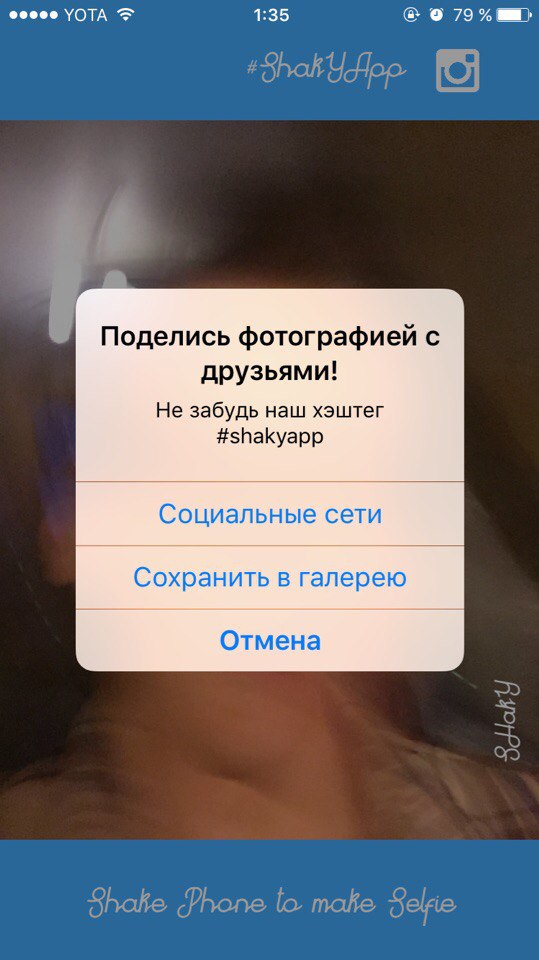 YOTA 1:35 79 %
#ShakYApp
Поделись фотографией с
друзьями!
Не забудь наш хэштег
#shakyapp
Социальные сети
Сохранить в галерею
Отмена
SHakY
Shake Phone to make Selfie